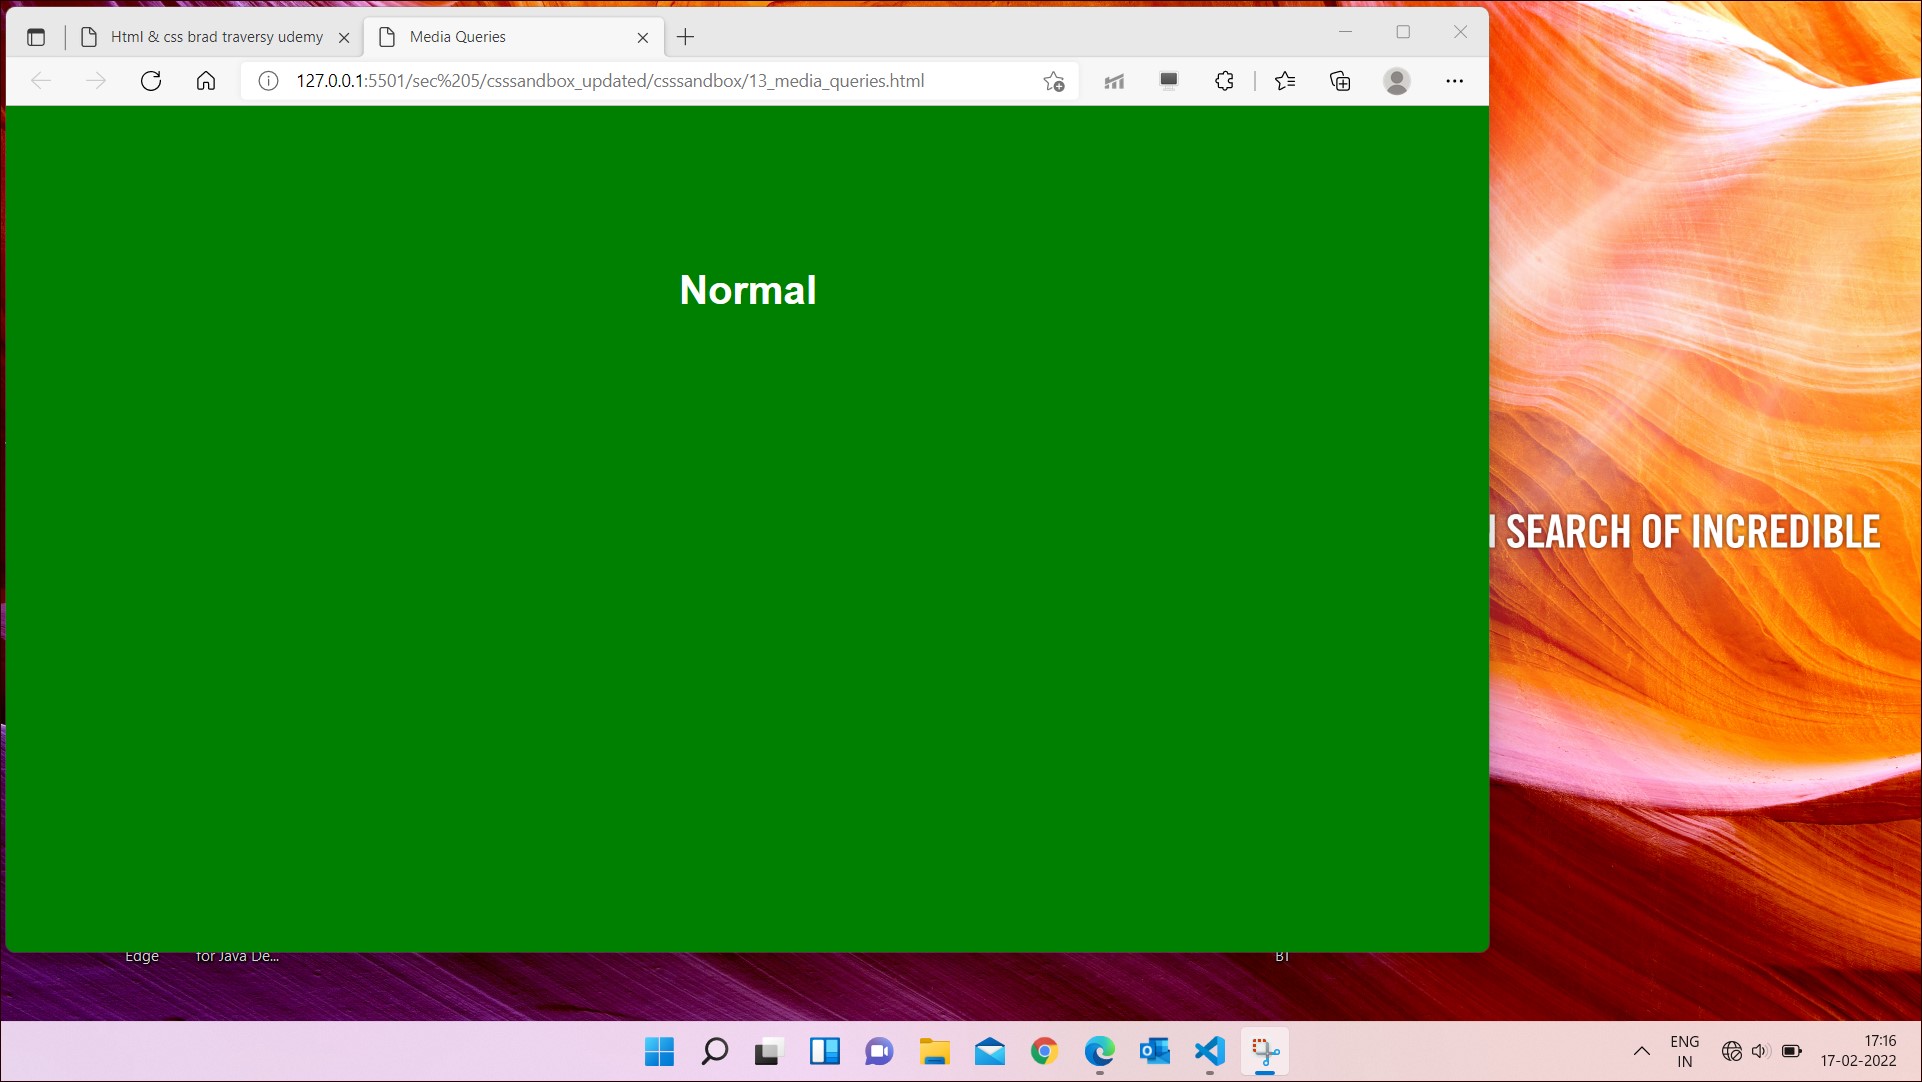 Html & css brad traversy udemy
Media Queries
127.0.0.1:5501/sec%205/csssandbox_updated/csssandbox/13_media_queries.html
Normal
SEARCH OF INCREDIBLE
Edge
for Java De...
BT
ENG
IN
17:16
17-02-2022